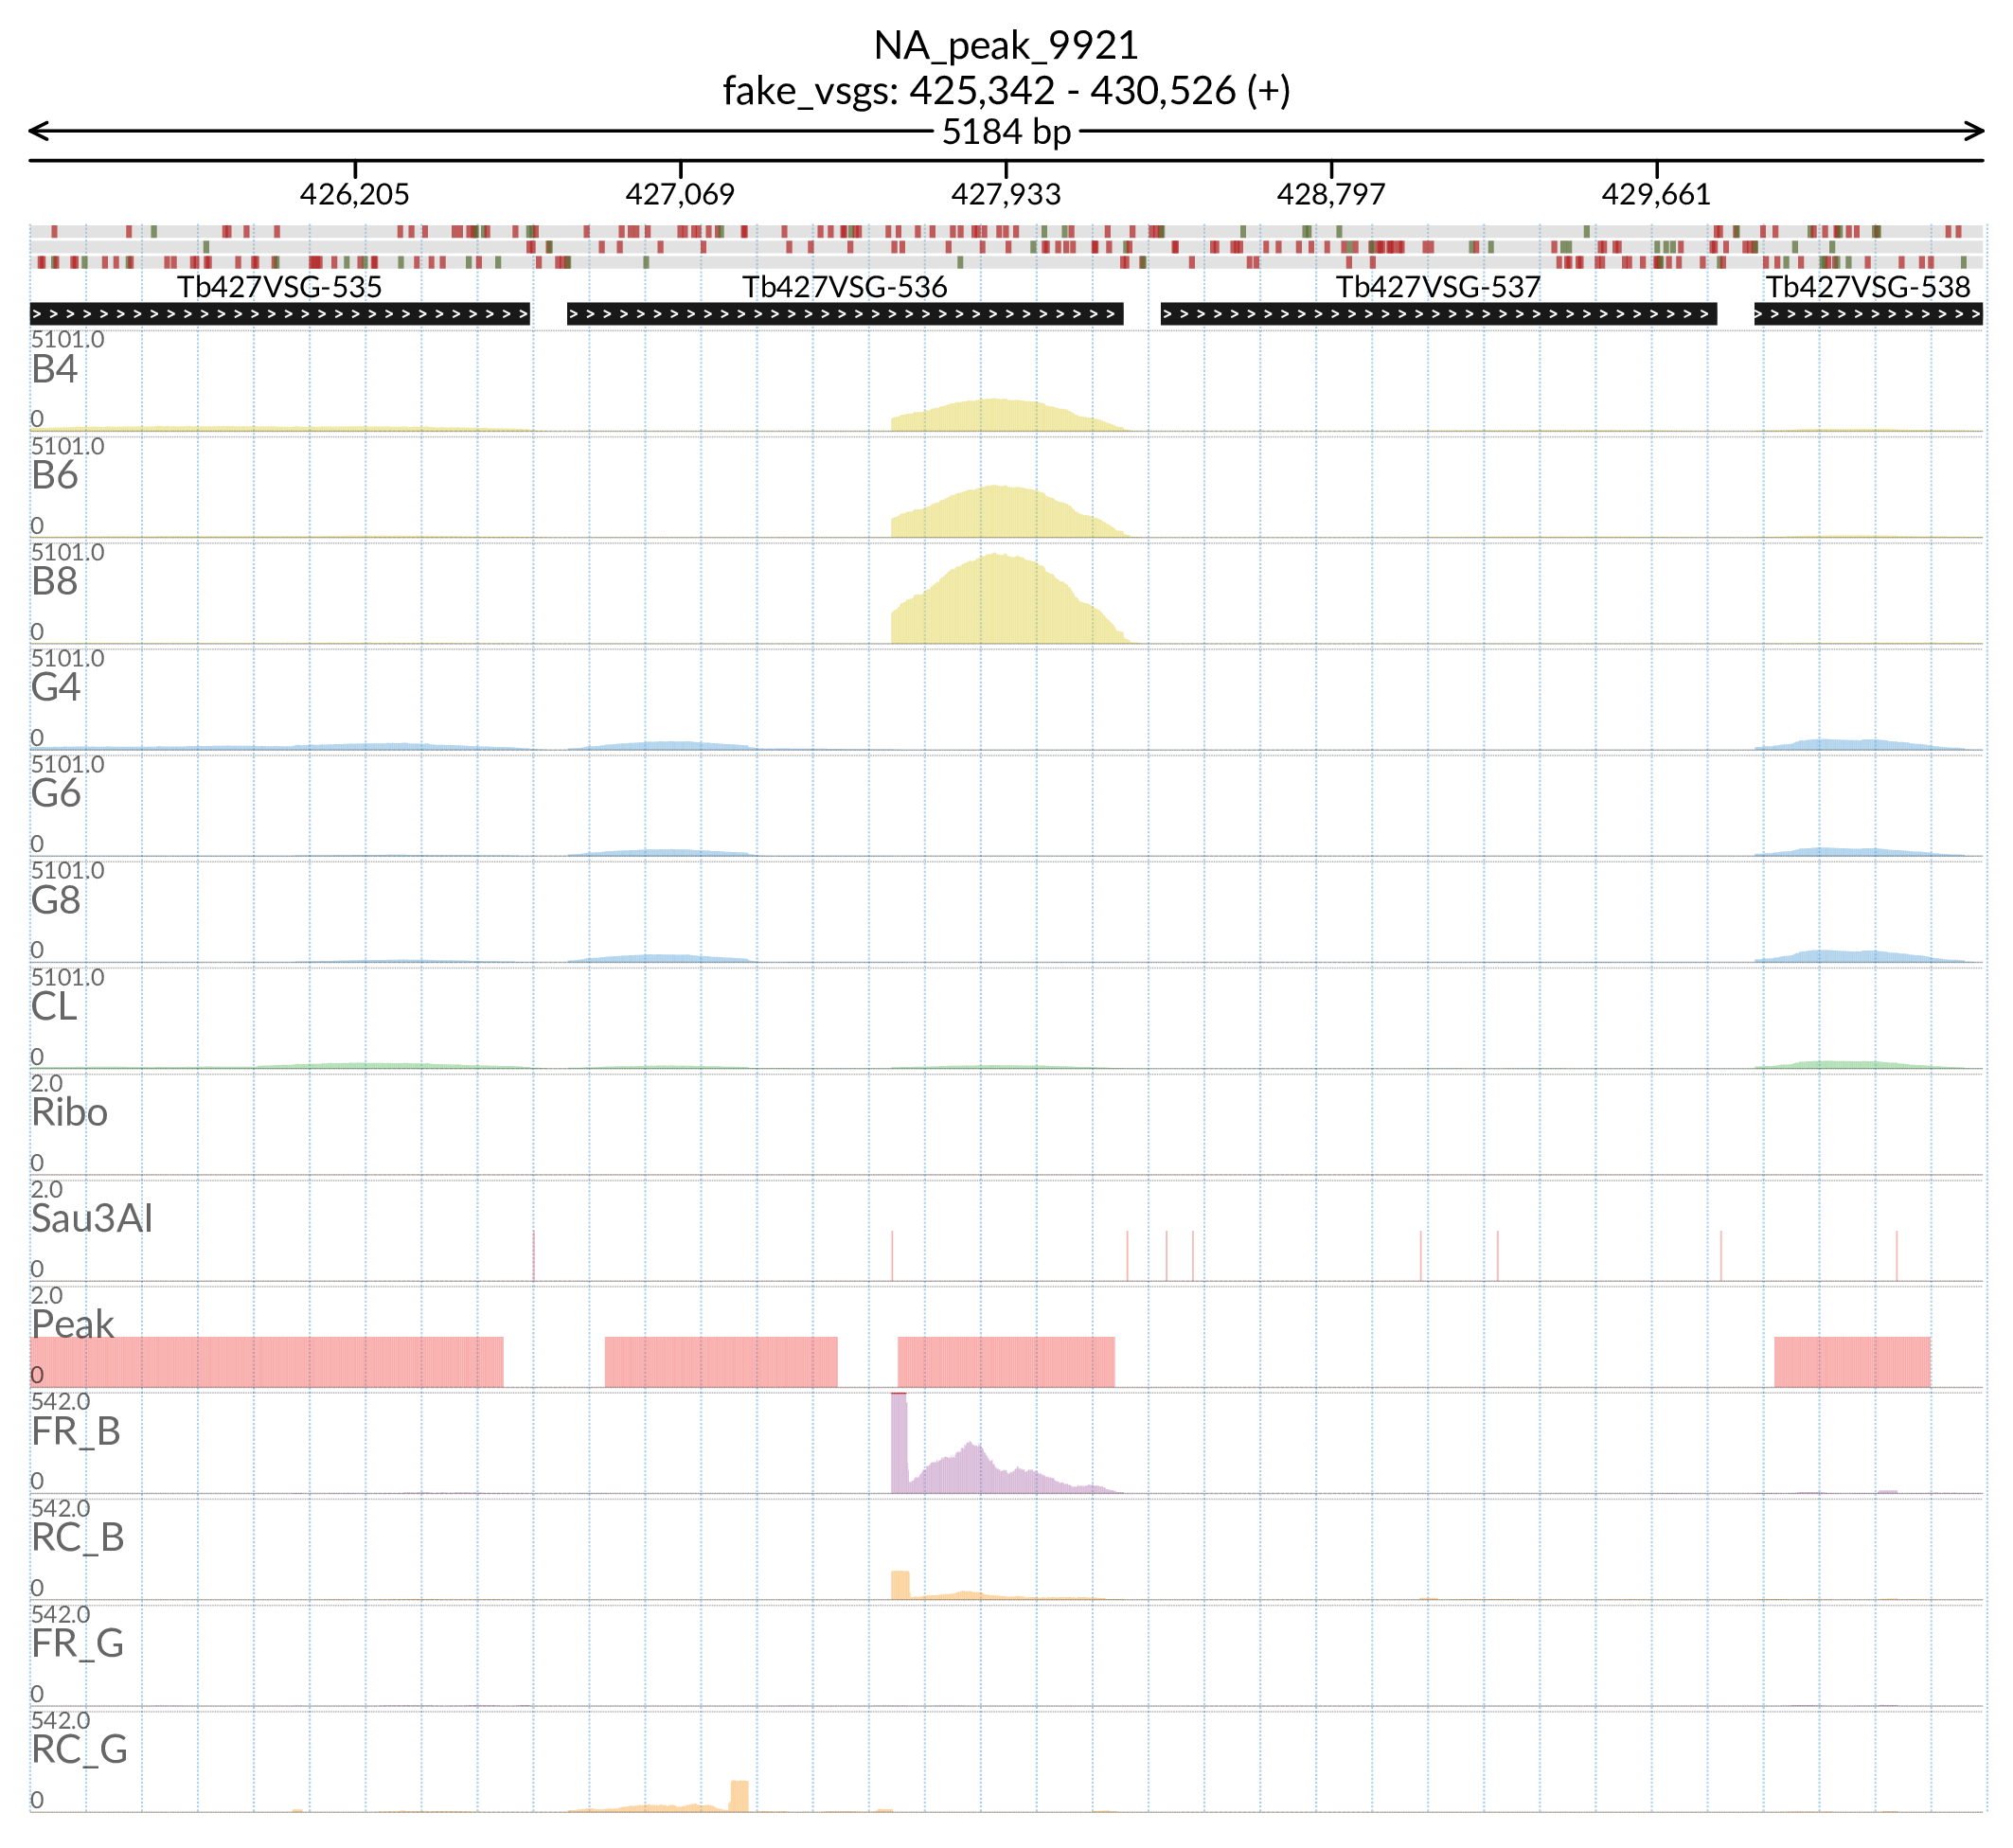 NA_peak_9921
fake_vsgs: 425,342 - 430,526 (+)
5184 bp
426,205 427,069 427,933 428,797 429,661
Tb427VSG-535 Tb427VSG-536 Tb427VSG-537 Tb427VSG-538
5101.0
B4
0
5101.0
B6
0
5101.0
B8
0
5101.0
G4
0
5101.0
G6
0
5101.0
G8
0
5101.0
CL
0
2.0
Ribo
0
2.0
Sau3AI
0
2.0
Peak
0
542.0
FR_B
0
542.0
RC_B
0
542.0
FR_G
0
542.0
RC_G
0